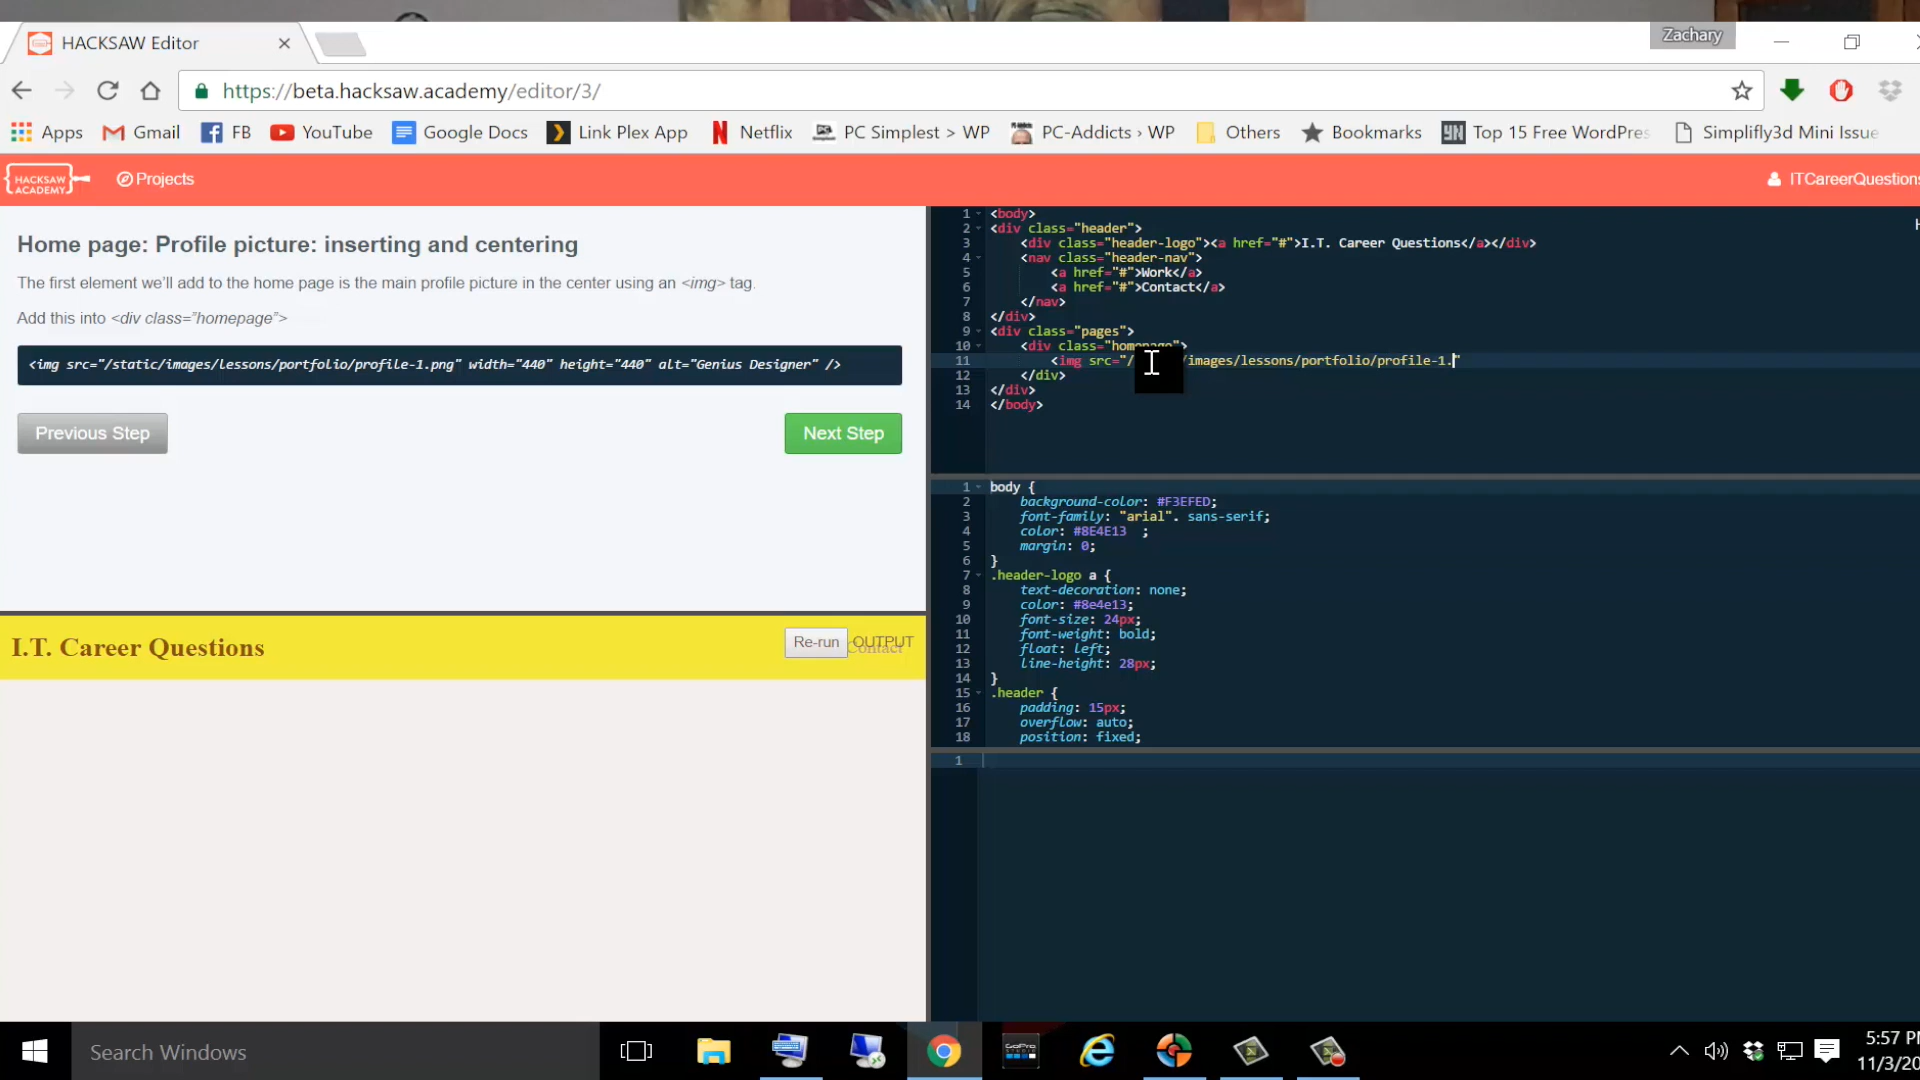 HACKSAW Editor
Zachary
https://beta.hacksaw.academy/editor/3/
Apps Gmail FB YouTube Google Docs Link Plex App Netflix PC Simplest > WP PC-Addicts › WP Others Bookmarks Top 15 Free WordPres Simplifly3d Mini Issue
HACKSAW
ACADEMY
Projects
ITCareerQuestions
Home page: Profile picture: inserting and centering
The first element we'll add to the home page is the main profile picture in the center using an <img> tag.
Add this into <div class="homepage">
<img src="/static/images/lessons/portfolio/profile-1.png" width="440" height="440" alt="Genius Designer" />
Previous Step
Next Step
I.T. Career Questions
Re-run
OUTPUT
Contact
1 <body>
2 <div class="header">
3 <div class="header-logo"><a href="#">I.T. Career Questions</a></div>
4 <nav class="header-nav">
5 <a href="#">Work</a>
6 <a href="#">Contact</a>
7 </nav>
8 </div>
9 <div class="pages">
10 <div class="homepage">
11 <img src="/ /images/lessons/portfolio/profile-1."
12 </div>
13 </div>
14 </body>
1 body {
2 background-color: #F3EFED;
3 font-family: "arial". sans-serif;
4 color: #8E4E13 ;
5 margin: 0;
6 }
7 .header-logo a {
8 text-decoration: none;
9 color: #8e4e13;
10 font-size: 24px;
11 font-weight: bold;
12 float: left;
13 line-height: 28px;
14 }
15 .header {
16 padding: 15px;
17 overflow: auto;
18 position: fixed;
1
Search Windows
5:57 PM
11/3/20